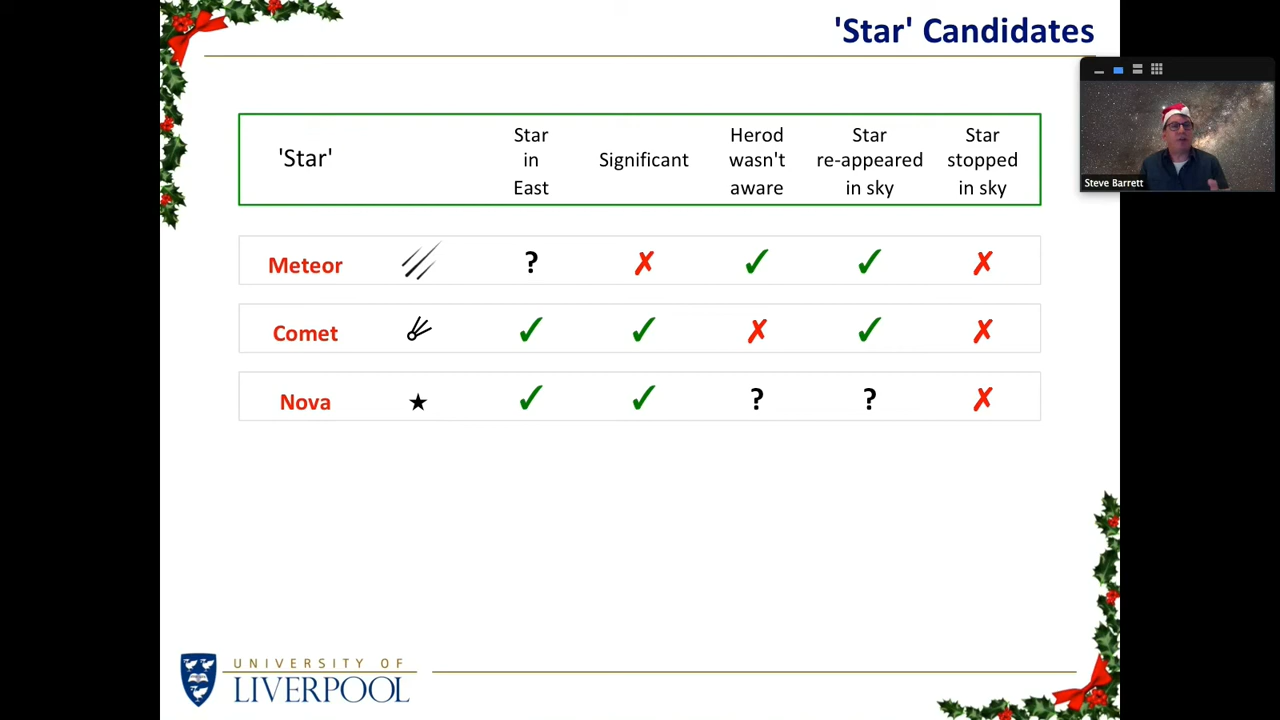 'Star' Candidates
'Star'
Star
in
East
Significant
Herod
wasn't
aware
Star
re-appeared
in sky
Star
stopped
in sky
Steve Barrett
Meteor ? ✗ ✓ ✓ ✗
Comet ✓ ✓ ✗ ✓ ✗
Nova ✓ ✓ ? ? ✗
UNIVERSITY OF
LIVERPOOL